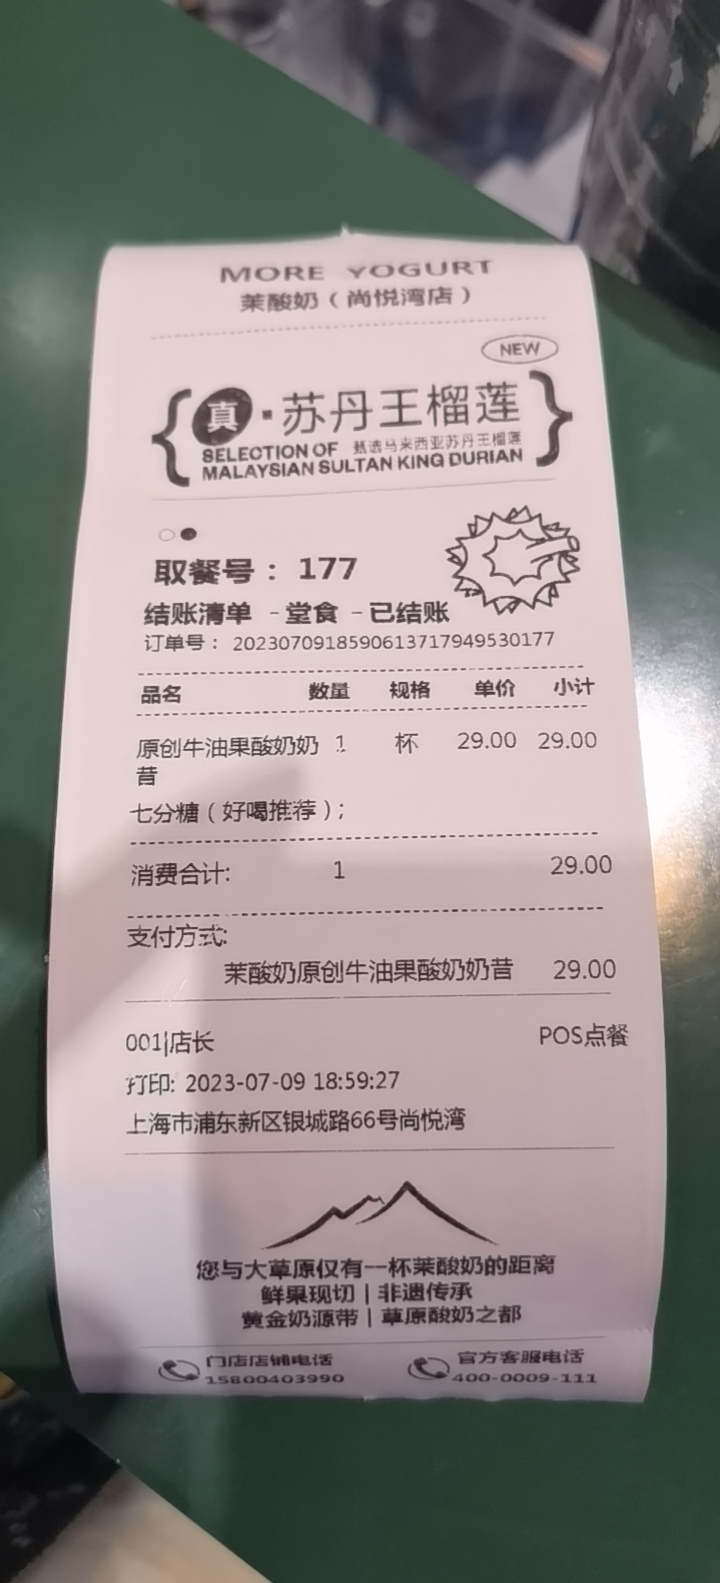 MORE YOGURT
茉酸奶（尚悦湾店）
NEW
真·苏丹王榴莲
SELECTION OF 甄选马来西亚苏丹王榴莲
MALAYSIAN SULTAN KING DURIAN
取餐号： 177
结账清单 -堂食 -已结账
订单号： 2023070918590613717949530177
品名 数量 规格 单价 小计
原创牛油果酸奶奶 1 杯 29.00 29.00
昔
七分糖（好喝推荐）;
消费合计: 1 29.00
支付方式:
茉酸奶原创牛油果酸奶奶昔 29.00
001|店长 POS点餐
打印: 2023-07-09 18:59:27
上海市浦东新区银城路66号尚悦湾
您与大草原仅有一杯茉酸奶的距离
鲜果现切 | 非遗传承
黄金奶源带 | 草原酸奶之都
门店店铺电话 官方客服电话
15800403990 400-0009-111